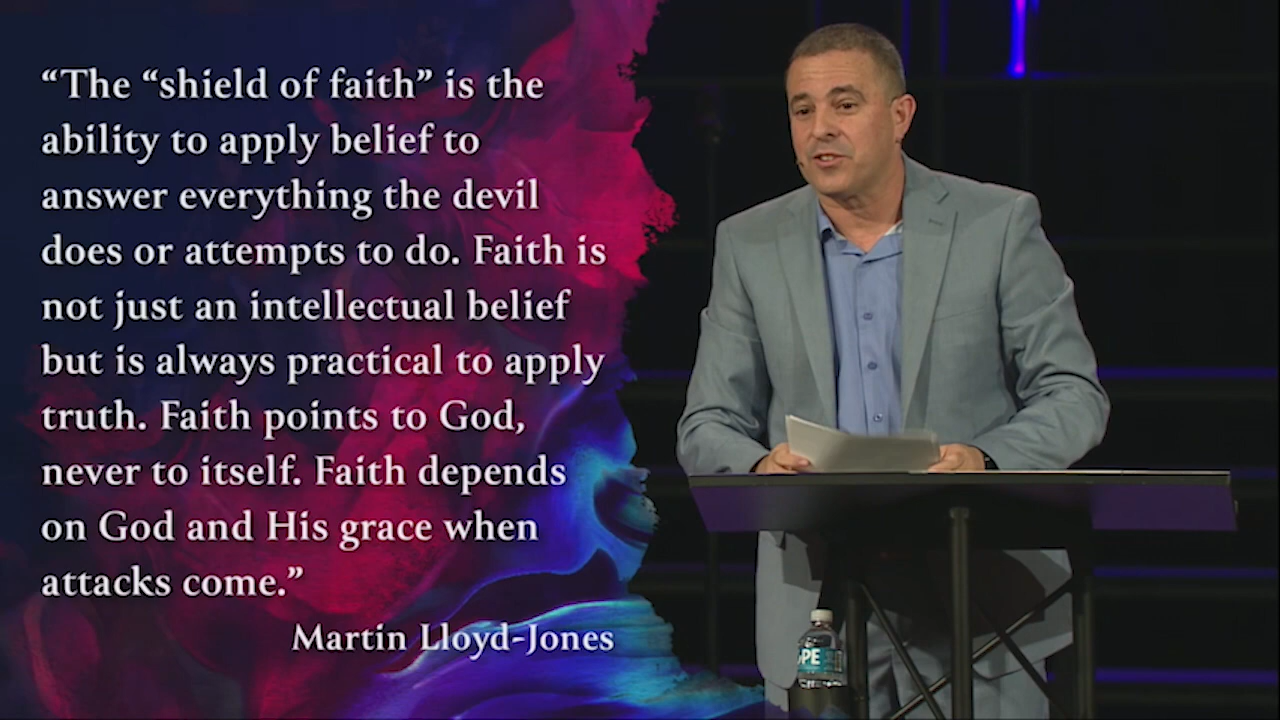 “The “shield of faith” is the
ability to apply belief to
answer everything the devil
does or attempts to do. Faith is
not just an intellectual belief
but is always practical to apply
truth. Faith points to God,
never to itself. Faith depends
on God and His grace when
attacks come.”
Martin Lloyd-Jones